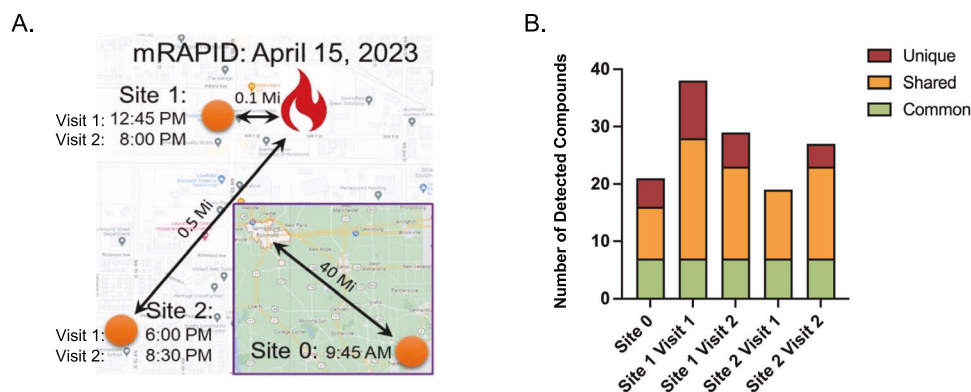 A.
mRAPID: April 15, 2023
0.1 Mi
Site 1:
Visit 1: 12:45 PM
Visit 2: 8:00 PM
0.5 Mi
Site 2:
Visit 1: 6:00 PM
Visit 2: 8:30 PM
40 Mi
Site 0: 9:45 AM
B.
Unique
Shared
Common
Number of Detected Compounds
40
30
20
10
0
Site 0
Site 1 Visit 1
Site 1 Visit 2
Site 2 Visit 1
Site 2 Visit 2